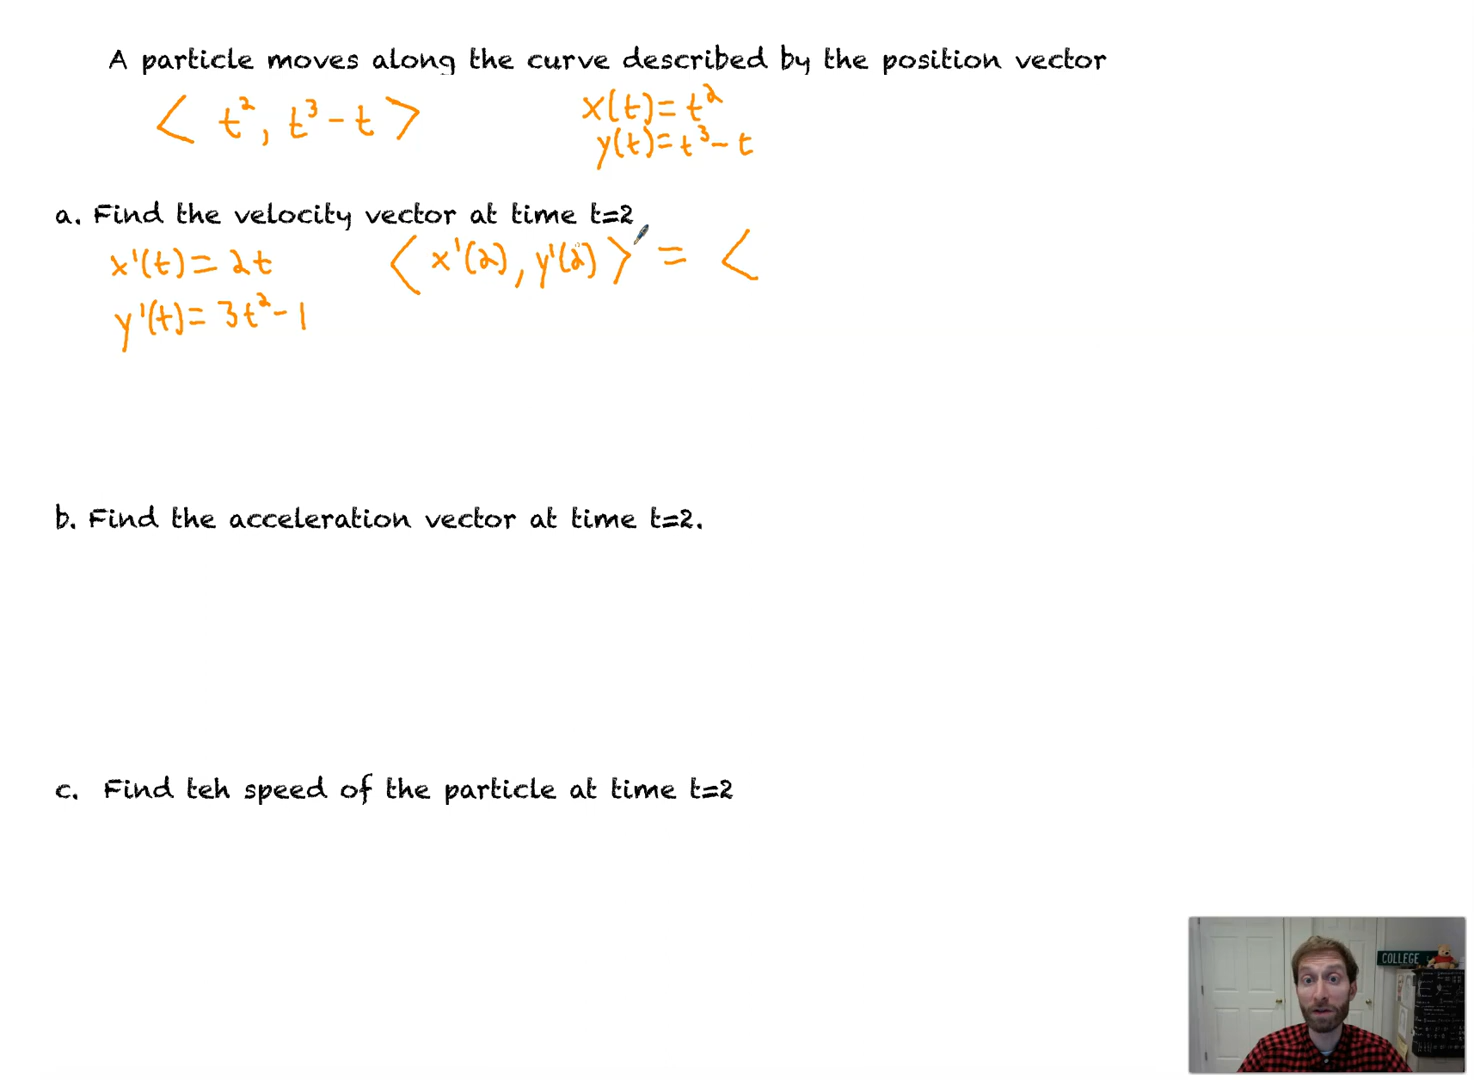 A particle moves along the curve described by the position vector
< t², t³ - t >
x(t) = t²
y(t) = t³ - t
a. Find the velocity vector at time t=2
x'(t) = 2t
< x'(2), y'(2) > = <
y'(t) = 3t² - 1
b. Find the acceleration vector at time t=2.
c. Find teh speed of the particle at time t=2
COLLEGE